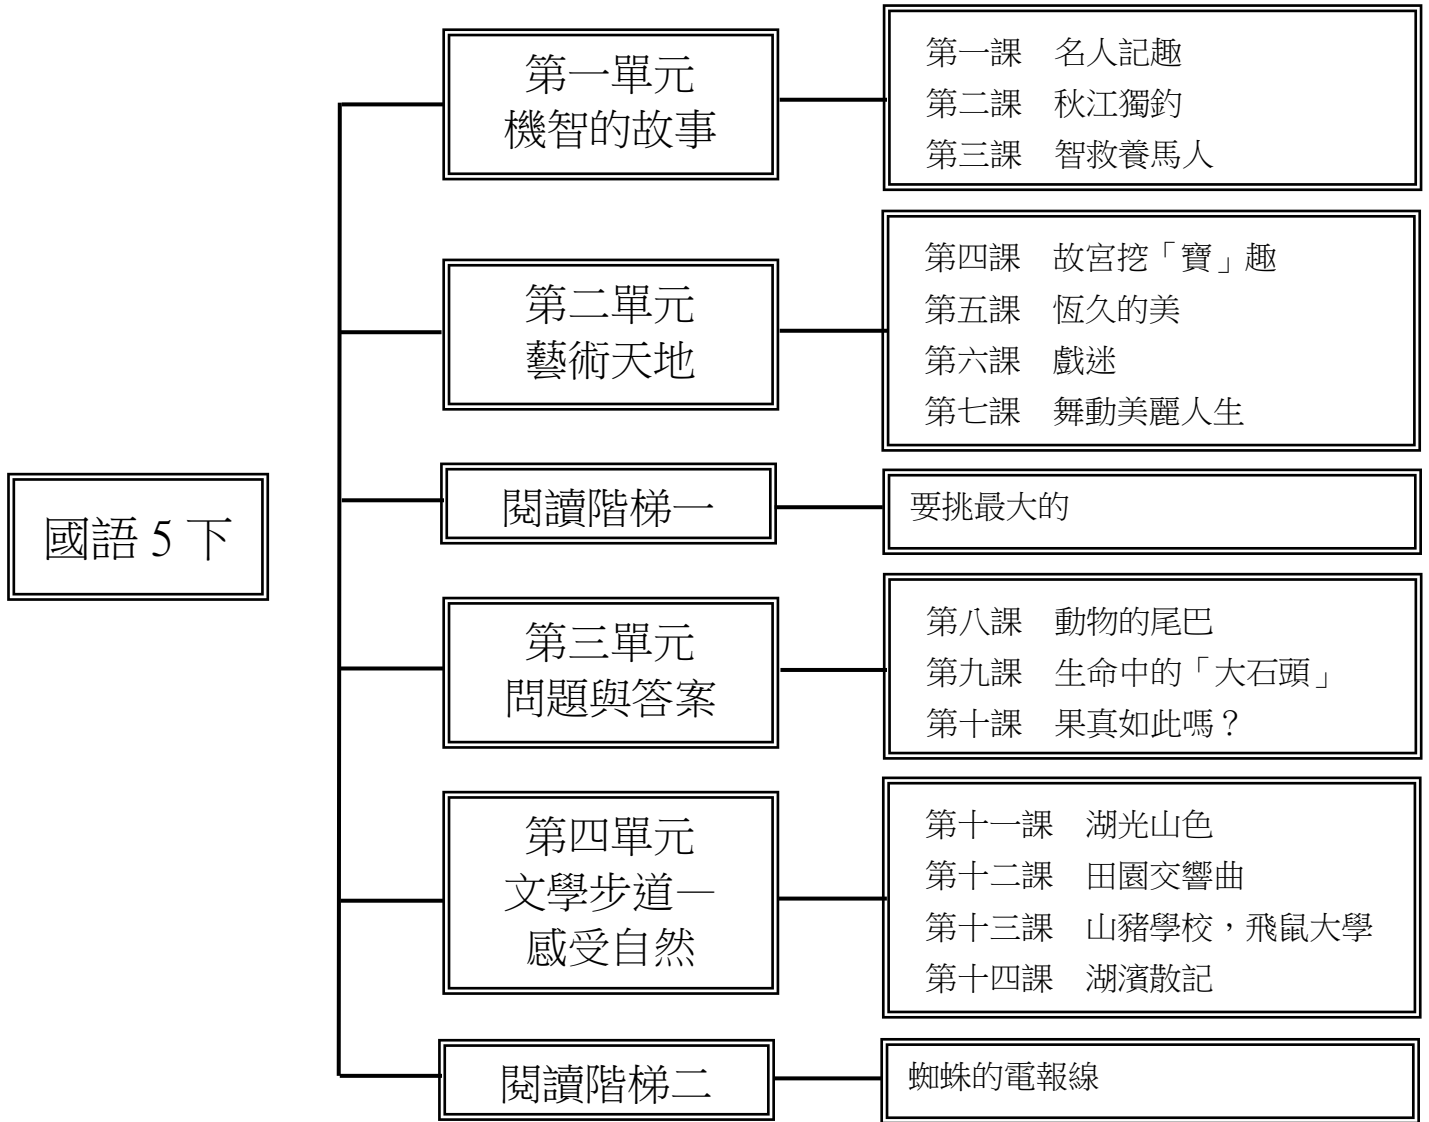 國語 5 下
第一單元
機智的故事
第一課　名人記趣
第二課　秋江獨釣
第三課　智救養馬人
第二單元
藝術天地
第四課　故宮挖「寶」趣
第五課　恆久的美
第六課　戲迷
第七課　舞動美麗人生
閱讀階梯一
要挑最大的
第三單元
問題與答案
第八課　動物的尾巴
第九課　生命中的「大石頭」
第十課　果真如此嗎？
第四單元
文學步道—
感受自然
第十一課　湖光山色
第十二課　田園交響曲
第十三課　山豬學校，飛鼠大學
第十四課　湖濱散記
閱讀階梯二
蜘蛛的電報線